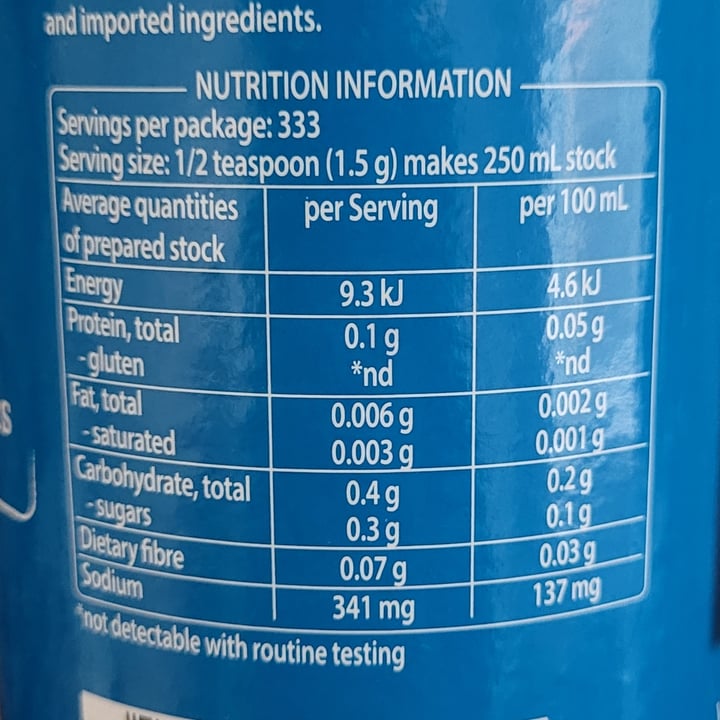 and imported ingredients.
NUTRITION INFORMATION
Servings per package: 333
Serving size: 1/2 teaspoon (1.5 g) makes 250 mL stock
Average quantities of prepared stock per Serving per 100 mL
Energy 9.3 kJ 4.6 kJ
Protein, total 0.1 g 0.05 g
-gluten *nd *nd
Fat, total 0.006 g 0.002 g
-saturated 0.003 g 0.001 g
Carbohydrate, total 0.4 g 0.2 g
-sugars 0.3 g 0.1 g
Dietary fibre 0.07 g 0.03 g
Sodium 341 mg 137 mg
*not detectable with routine testing